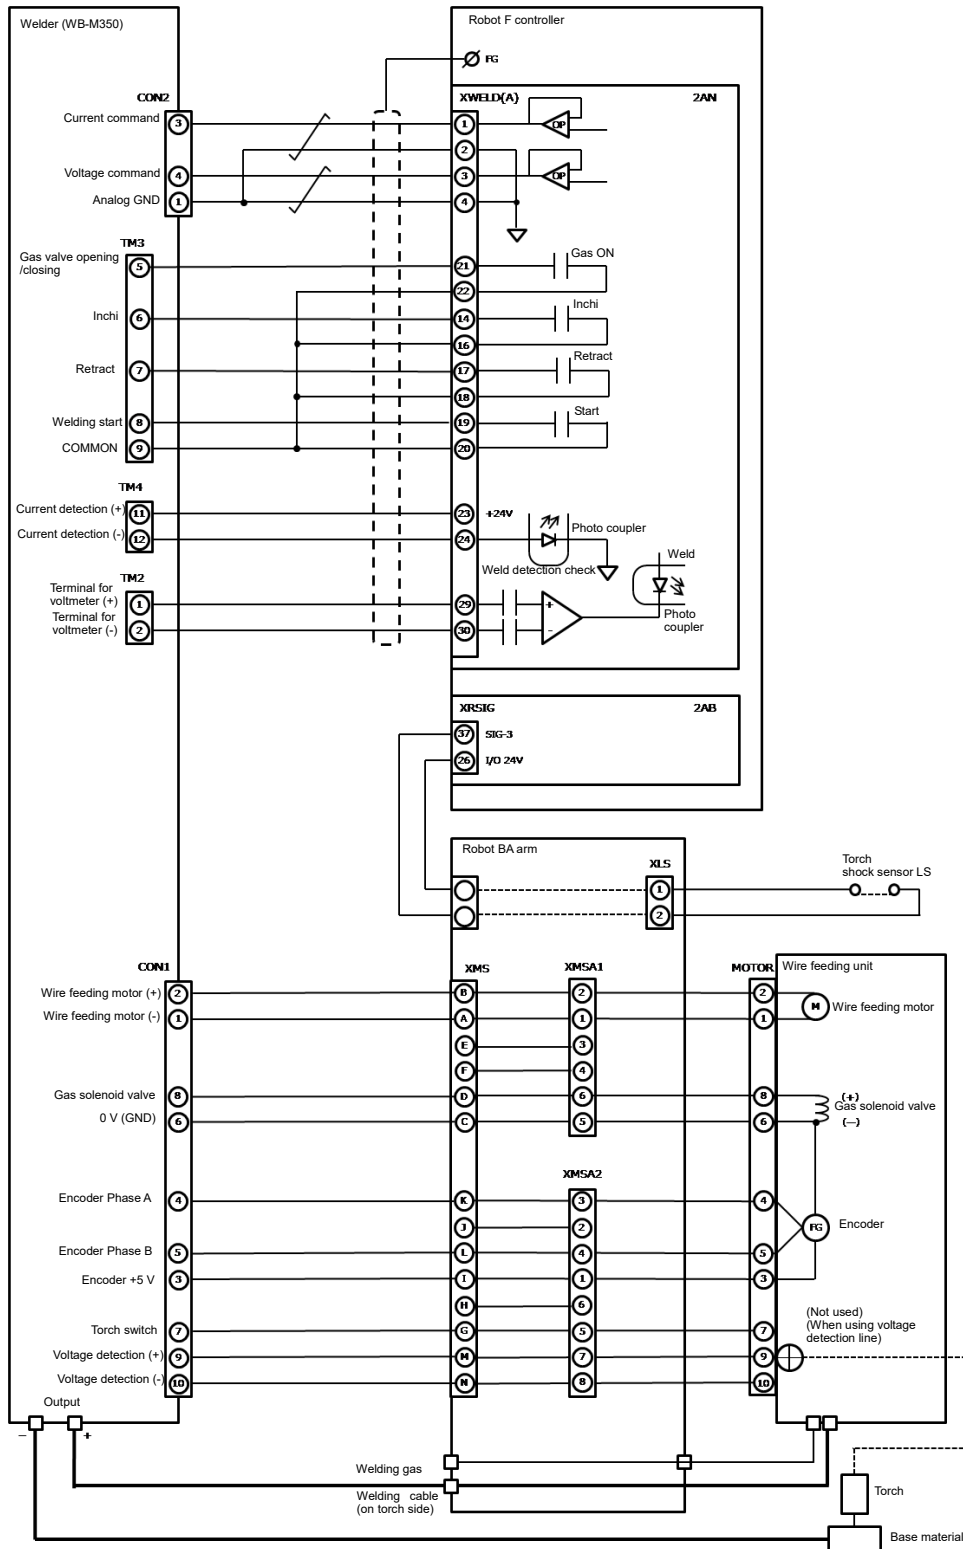 Welder (WB-M350)
Robot F controller
FG
CON2
XWELD(A)
2AN
Current command
3
1
OP
2
Voltage command
4
3
OP
Analog GND
1
4
TM3
Gas valve opening
/closing
5
21
Gas ON
22
Inchi
6
14
Inchi
16
Retract
7
17
Retract
18
Welding start
8
19
Start
COMMON
9
20
TM4
Current detection (+)
11
23
+24V
Current detection (-)
12
24
Photo coupler
Weld detection check
Weld
TM2
Terminal for
voltmeter (+)
1
29
+
Terminal for
voltmeter (-)
2
30
-
Photo
coupler
XRSIG
2AB
37
SIG-3
26
I/O 24V
Robot BA arm
XLS
Torch
shock sensor LS
1
2
CON1
XMS
XMSA1
MOTOR
Wire feeding unit
Wire feeding motor (+)
2
B
2
2
M
Wire feeding motor
Wire feeding motor (-)
1
A
1
1
E
3
F
4
Gas solenoid valve
8
D
6
8
(+)
Gas solenoid valve
0 V (GND)
6
C
5
6
(—)
XMSA2
Encoder Phase A
4
K
3
4
J
2
FG
Encoder
Encoder Phase B
5
L
4
5
Encoder +5 V
3
I
1
3
H
6
(Not used)
(When using voltage
detection line)
Torch switch
7
G
5
7
Voltage detection (+)
9
M
7
9
Voltage detection (-)
10
N
8
10
Output
–
+
Welding gas
Welding cable
(on torch side)
Torch
Base material